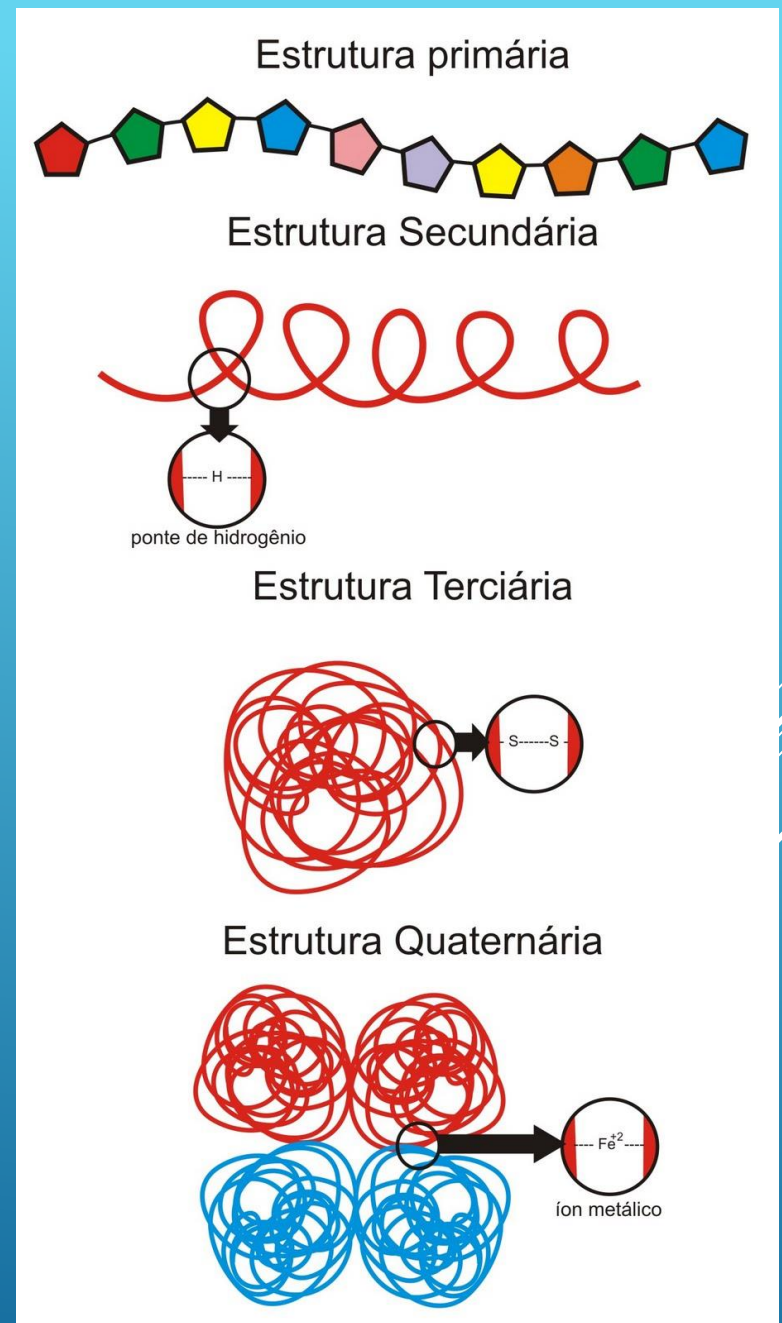 Estrutura primária
Estrutura Secundária
----- H -----
ponte de hidrogênio
Estrutura Terciária
- S------S -
Estrutura Quaternária
---- Fe+2----
íon metálico